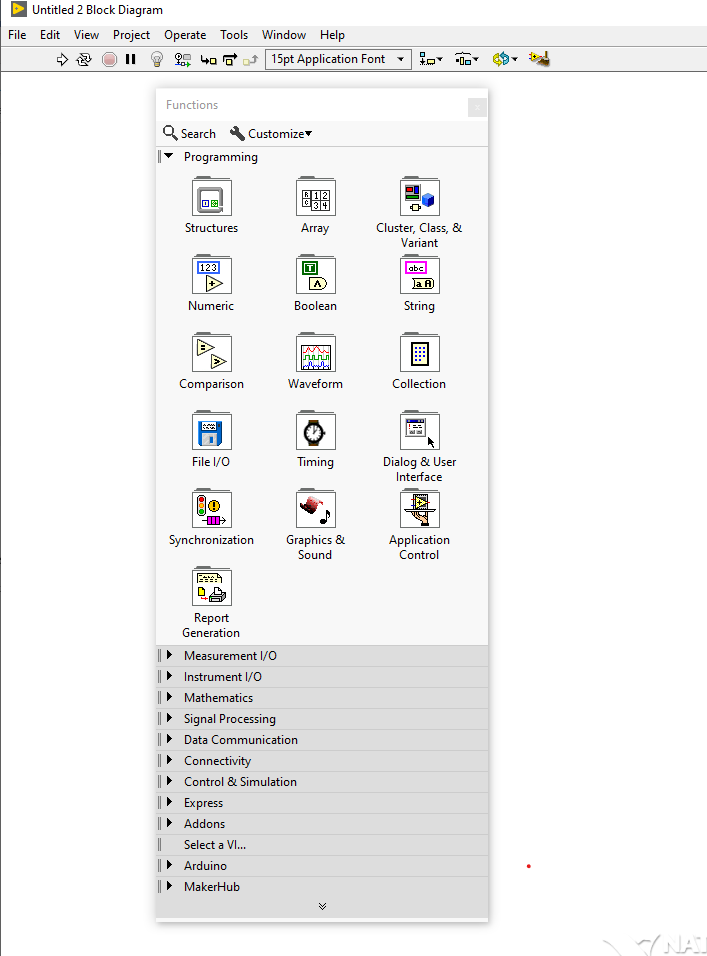 Untitled 2 Block Diagram
File Edit View Project Operate Tools Window Help
15pt Application Font
Functions
Search Customize
Programming
Structures Array Cluster, Class, &
Variant
Numeric Boolean String
Comparison Waveform Collection
File I/O Timing Dialog & User
Interface
Synchronization Graphics &
Sound Application
Control
Report
Generation
Measurement I/O
Instrument I/O
Mathematics
Signal Processing
Data Communication
Connectivity
Control & Simulation
Express
Addons
Select a VI...
Arduino
MakerHub
NAT